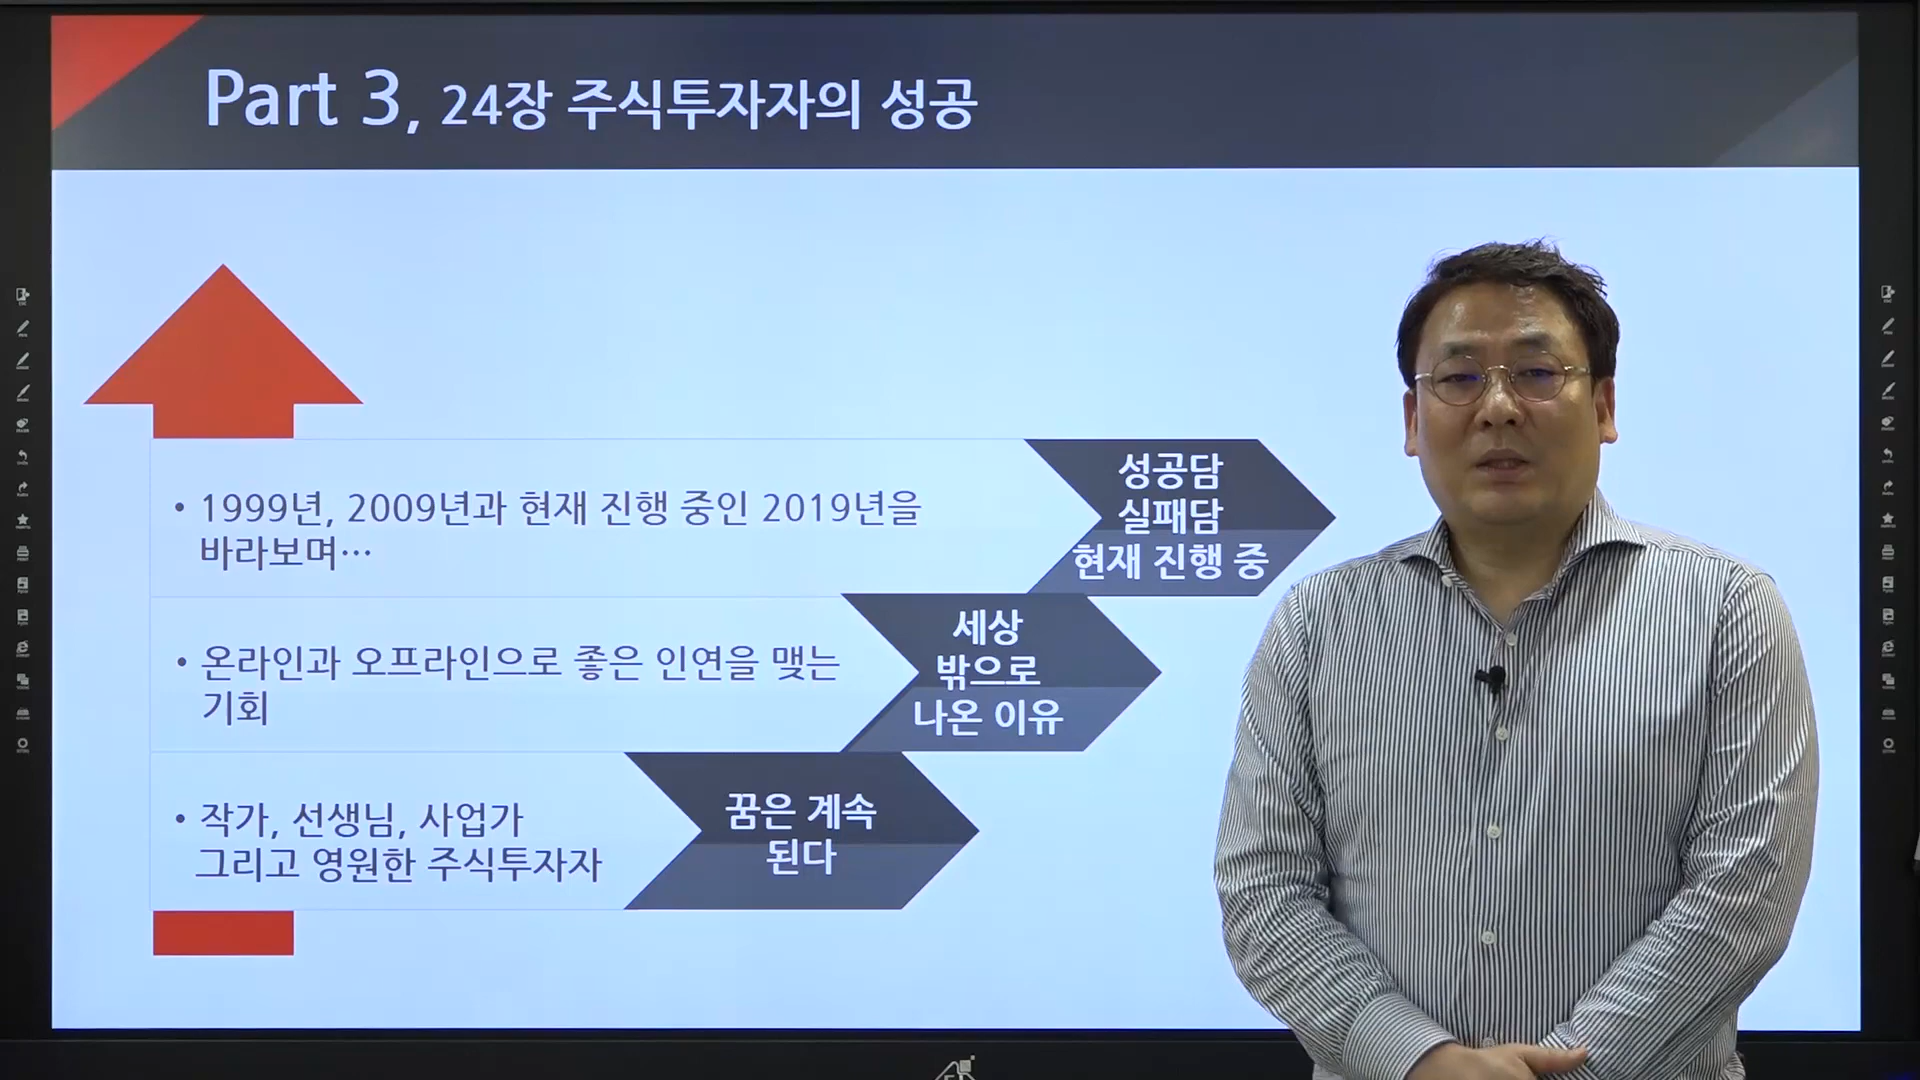 Part 3, 24장 주식투자자의 성공
• 1999년, 2009년과 현재 진행 중인 2019년을
바라보며…
성공담
실패담
현재 진행 중
• 온라인과 오프라인으로 좋은 인연을 맺는
기회
세상
밖으로
나온 이유
• 작가, 선생님, 사업가
그리고 영원한 주식투자자
꿈은 계속
된다